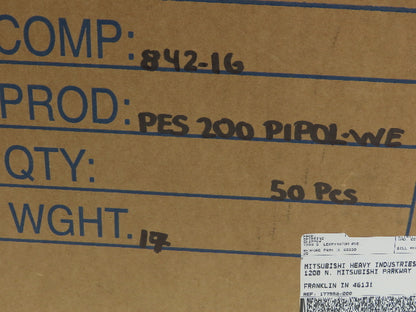 COMP: 842-16
PROD: PES 200 PIPOL-WE
QTY: 50 Pcs
WGHT. 17
MITSUBISHI HEAVY INDUSTRIES
1200 N. MITSUBISHI PARKWAY
FRANKLIN IN 46131